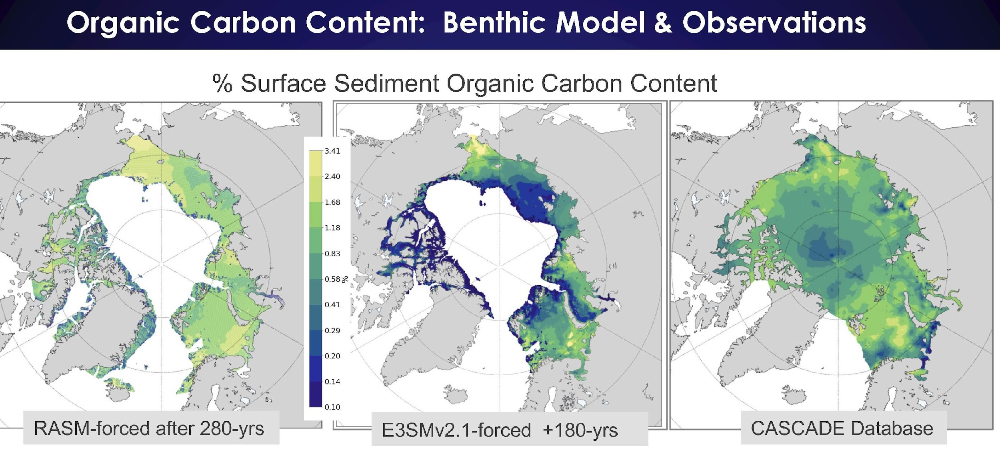 Organic Carbon Content: Benthic Model & Observations
% Surface Sediment Organic Carbon Content
3.41
2.40
1.68
1.18
0.83
0.58
0.41
0.29
0.20
0.14
0.10
%
RASM-forced after 280-yrs
E3SMv2.1-forced +180-yrs
CASCADE Database